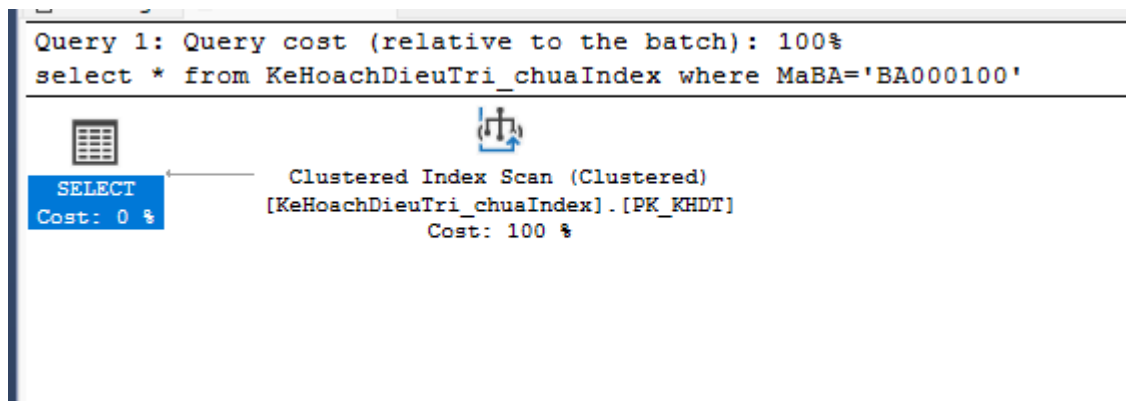 Query 1: Query cost (relative to the batch): 100%
select * from KeHoachDieuTri_chuaIndex where MaBA='BA000100'
SELECT
Cost: 0 %
Clustered Index Scan (Clustered)
[KeHoachDieuTri_chuaIndex].[PK_KHDT]
Cost: 100 %